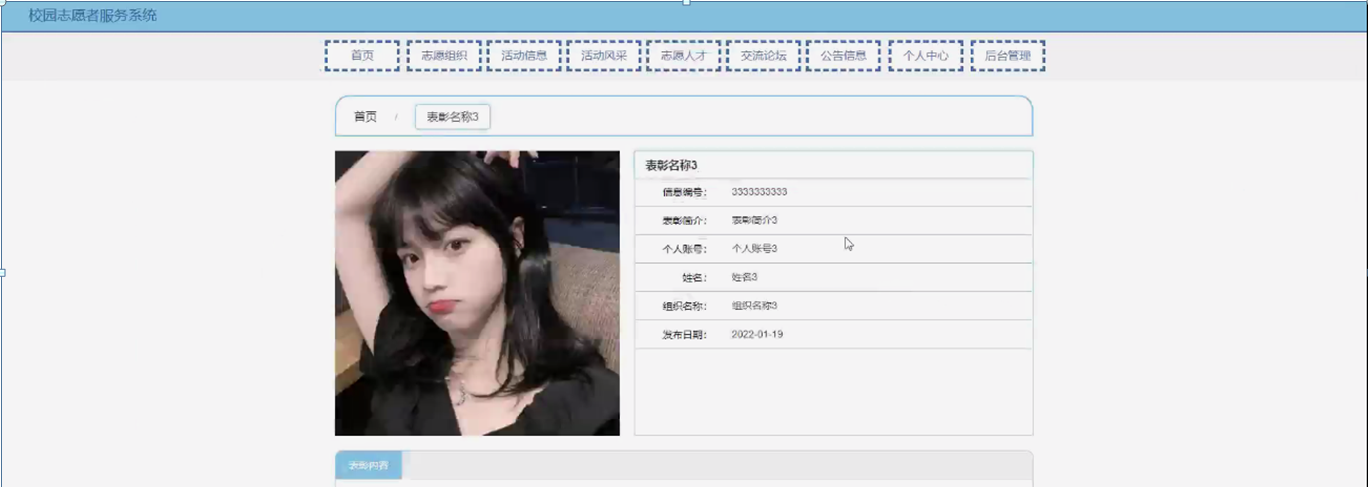 校园志愿者服务系统
首页 志愿组织 活动信息 活动风采 志愿人才 交流论坛 公告信息 个人中心 后台管理
首页 / 表彰名称3
表彰名称3
信息编号： 3333333333
表彰简介： 表彰简介3
个人账号： 个人账号3
姓名： 姓名3
组织名称： 组织名称3
发布日期： 2022-01-19
表彰内容